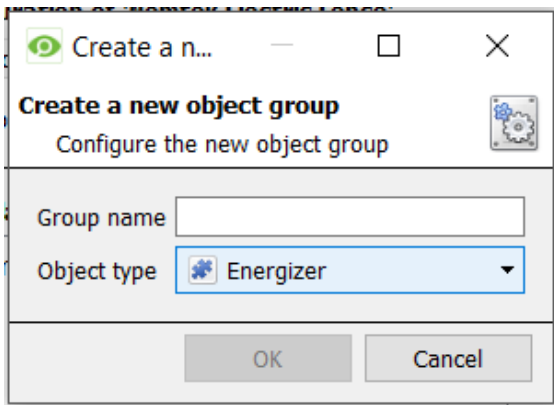 Create a n...
Create a new object group
Configure the new object group
Group name
Object type Energizer
OK Cancel